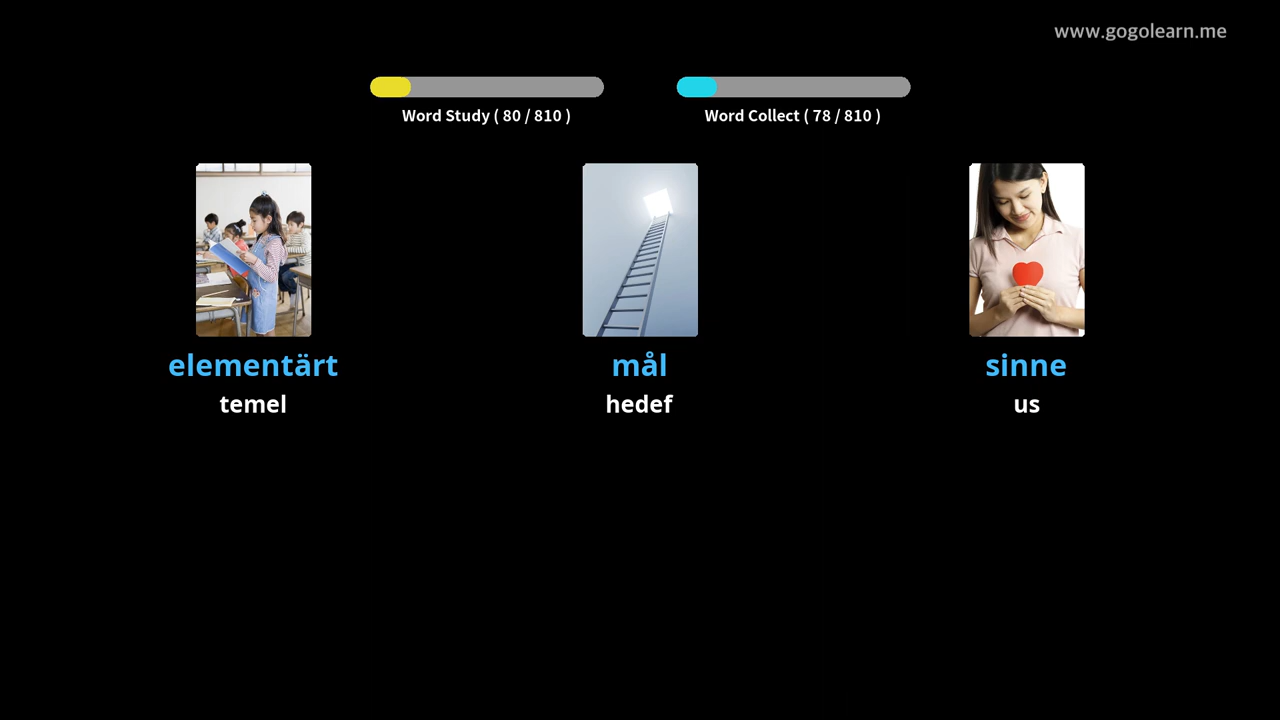 www.gogolearn.me
Word Study ( 80 / 810 )
Word Collect ( 78 / 810 )
elementärt
temel
mål
hedef
sinne
us